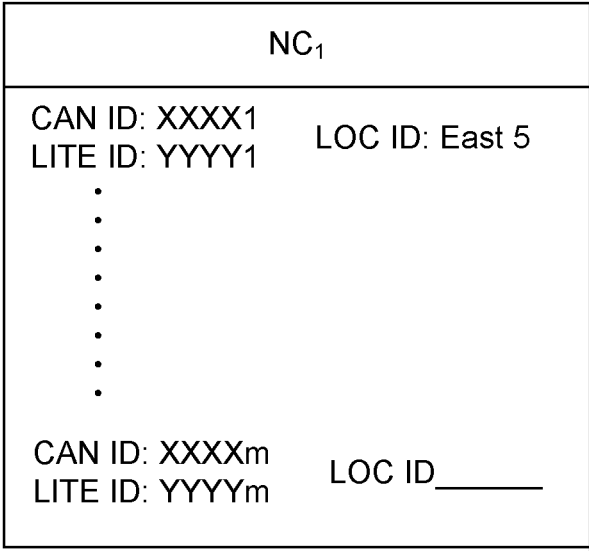 NC₁
CAN ID: XXXX1
LITE ID: YYYY1
LOC ID: East 5
CAN ID: XXXXm
LITE ID: YYYYm
LOC ID______